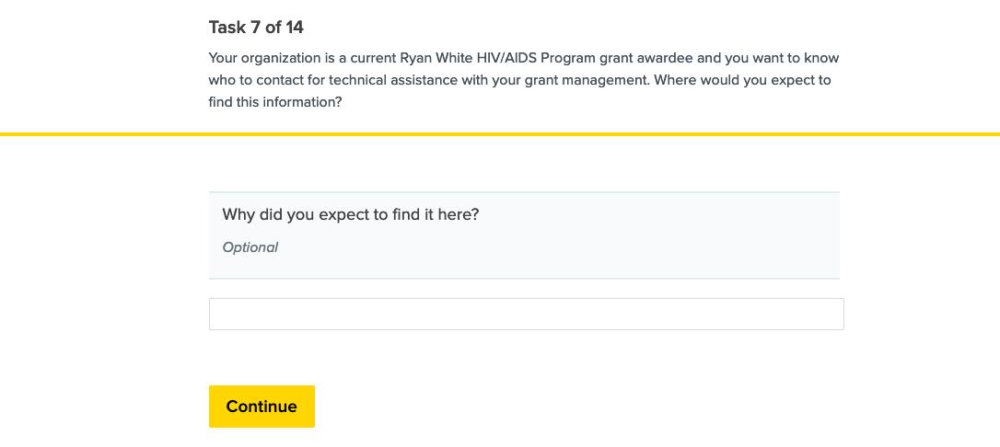 Task 7 of 14
Your organization is a current Ryan White HIV/AIDS Program grant awardee and you want to know
who to contact for technical assistance with your grant management. Where would you expect to
find this information?
Why did you expect to find it here?
Optional
Continue